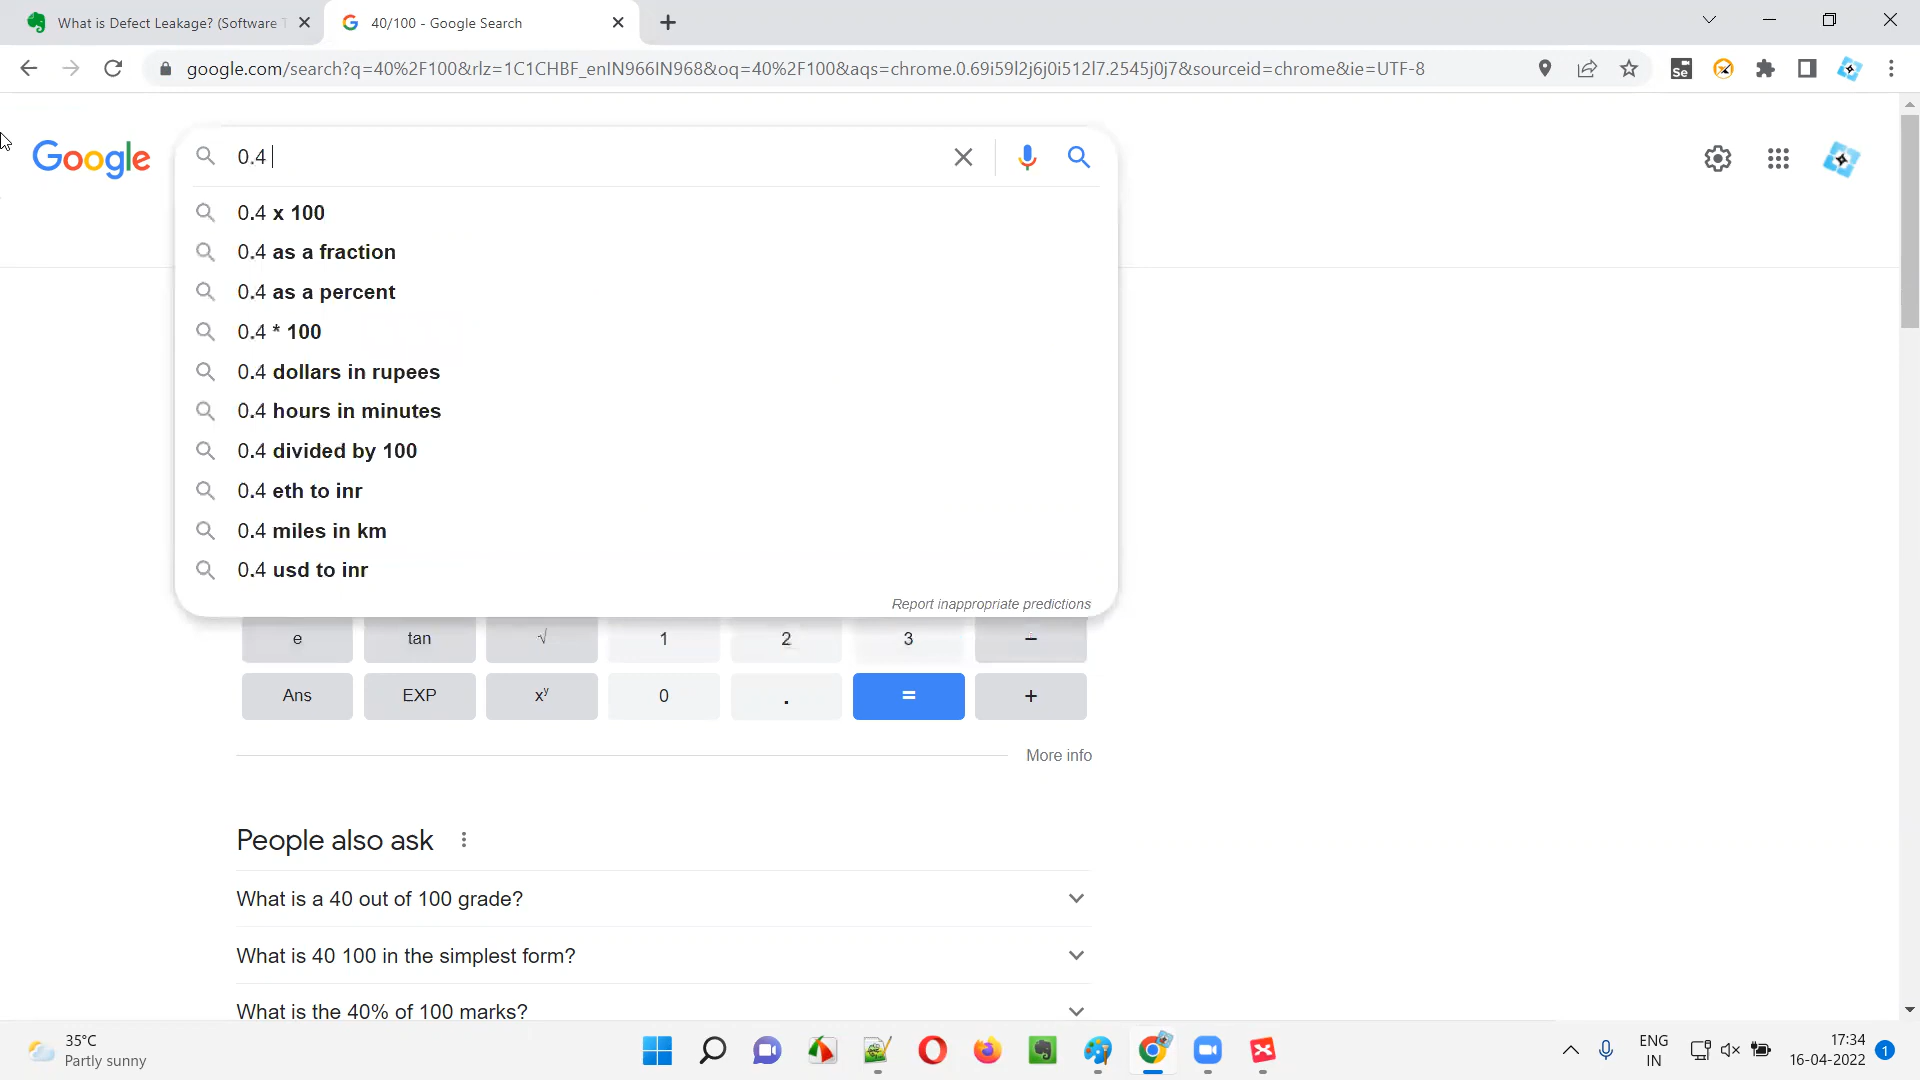 What is Defect Leakage? (Software T
40/100 - Google Search
google.com/search?q=40%2F100&rlz=1C1CHBF_enIN966IN968&oq=40%2F100&aqs=chrome.0.69i59l2j6j0i512l7.2545j0j7&sourceid=chrome&ie=UTF-8
Se
Google
0.4
0.4 x 100
0.4 as a fraction
0.4 as a percent
0.4 * 100
0.4 dollars in rupees
0.4 hours in minutes
0.4 divided by 100
0.4 eth to inr
0.4 miles in km
0.4 usd to inr
Report inappropriate predictions
e tan √ 1 2 3 −
Ans EXP xʸ 0 . = +
More info
People also ask
What is a 40 out of 100 grade?
What is 40 100 in the simplest form?
What is the 40% of 100 marks?
35°C
Partly sunny
ENG
IN
17:34
16-04-2022
1